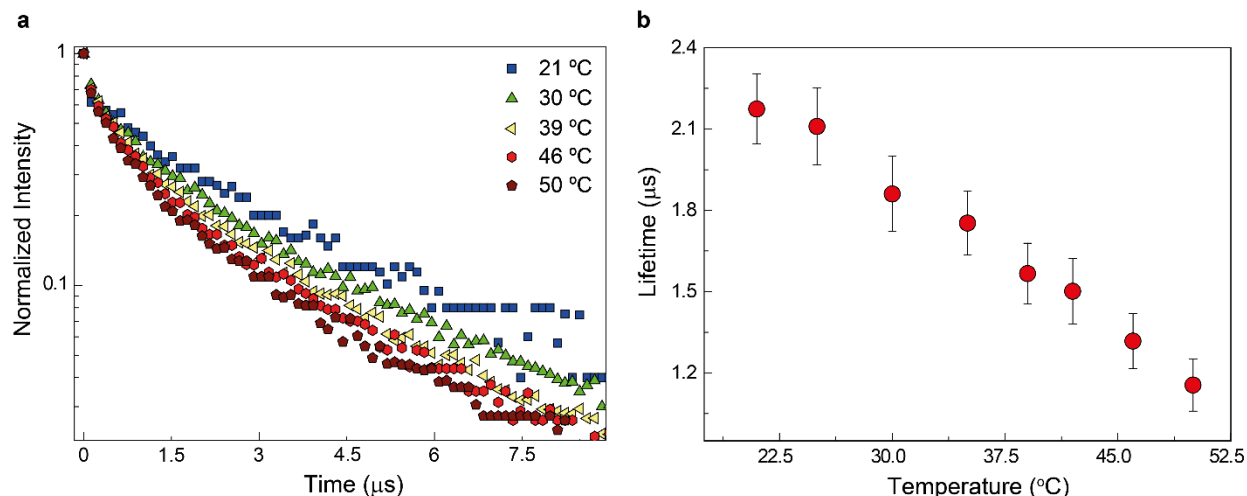 a
1
0.1
Normalized Intensity
21 ºC
30 ºC
39 ºC
46 ºC
50 ºC
0
1.5
3
4.5
6
7.5
Time (μs)
b
2.4
2.1
1.8
1.5
1.2
Lifetime (μs)
22.5
30.0
37.5
45.0
52.5
Temperature (ºC)